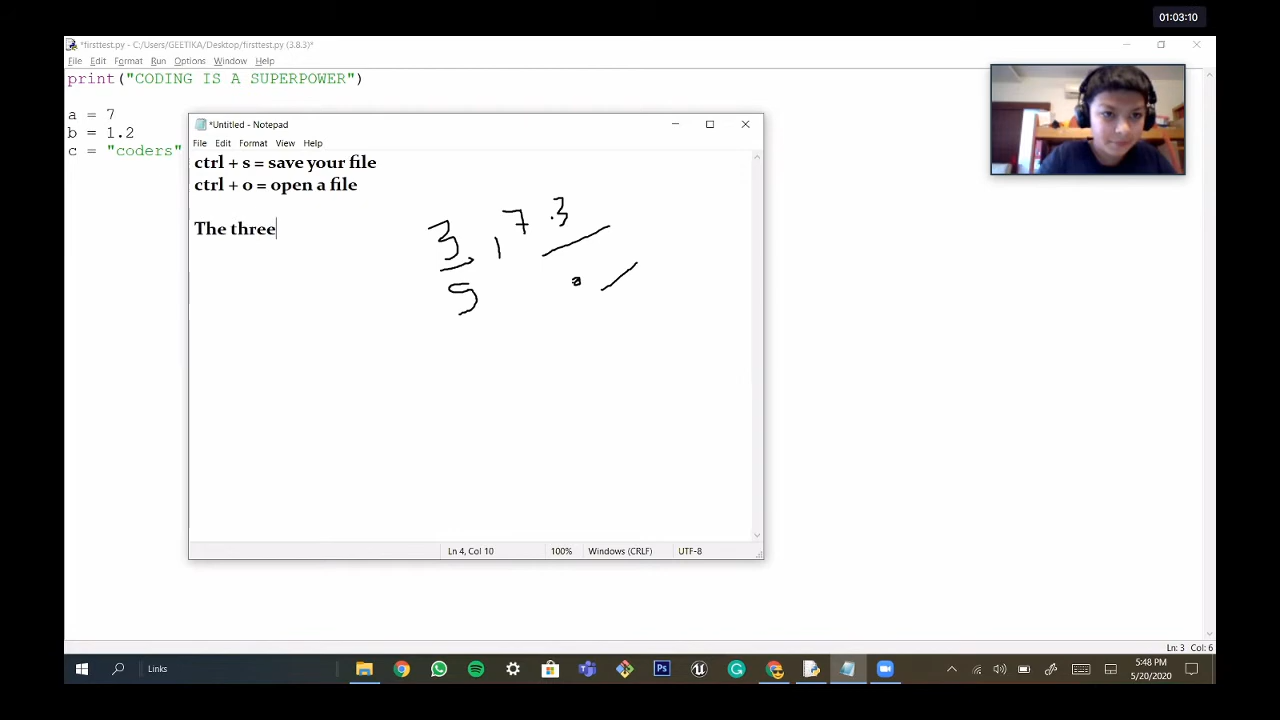 01:03:10
*firsttest.py - C:/Users/GEETIKA/Desktop/firsttest.py (3.8.3)*
File Edit Format Run Options Window Help
print("CODING IS A SUPERPOWER")
a = 7
b = 1.2
c = "coders"
*Untitled - Notepad
File Edit Format View Help
ctrl + s = save your file
ctrl + o = open a file
The three
3
5
, 7.3
Ln 4, Col 10 100% Windows (CRLF) UTF-8
Ln: 3 Col: 6
Links
Ps
5:48 PM
5/20/2020